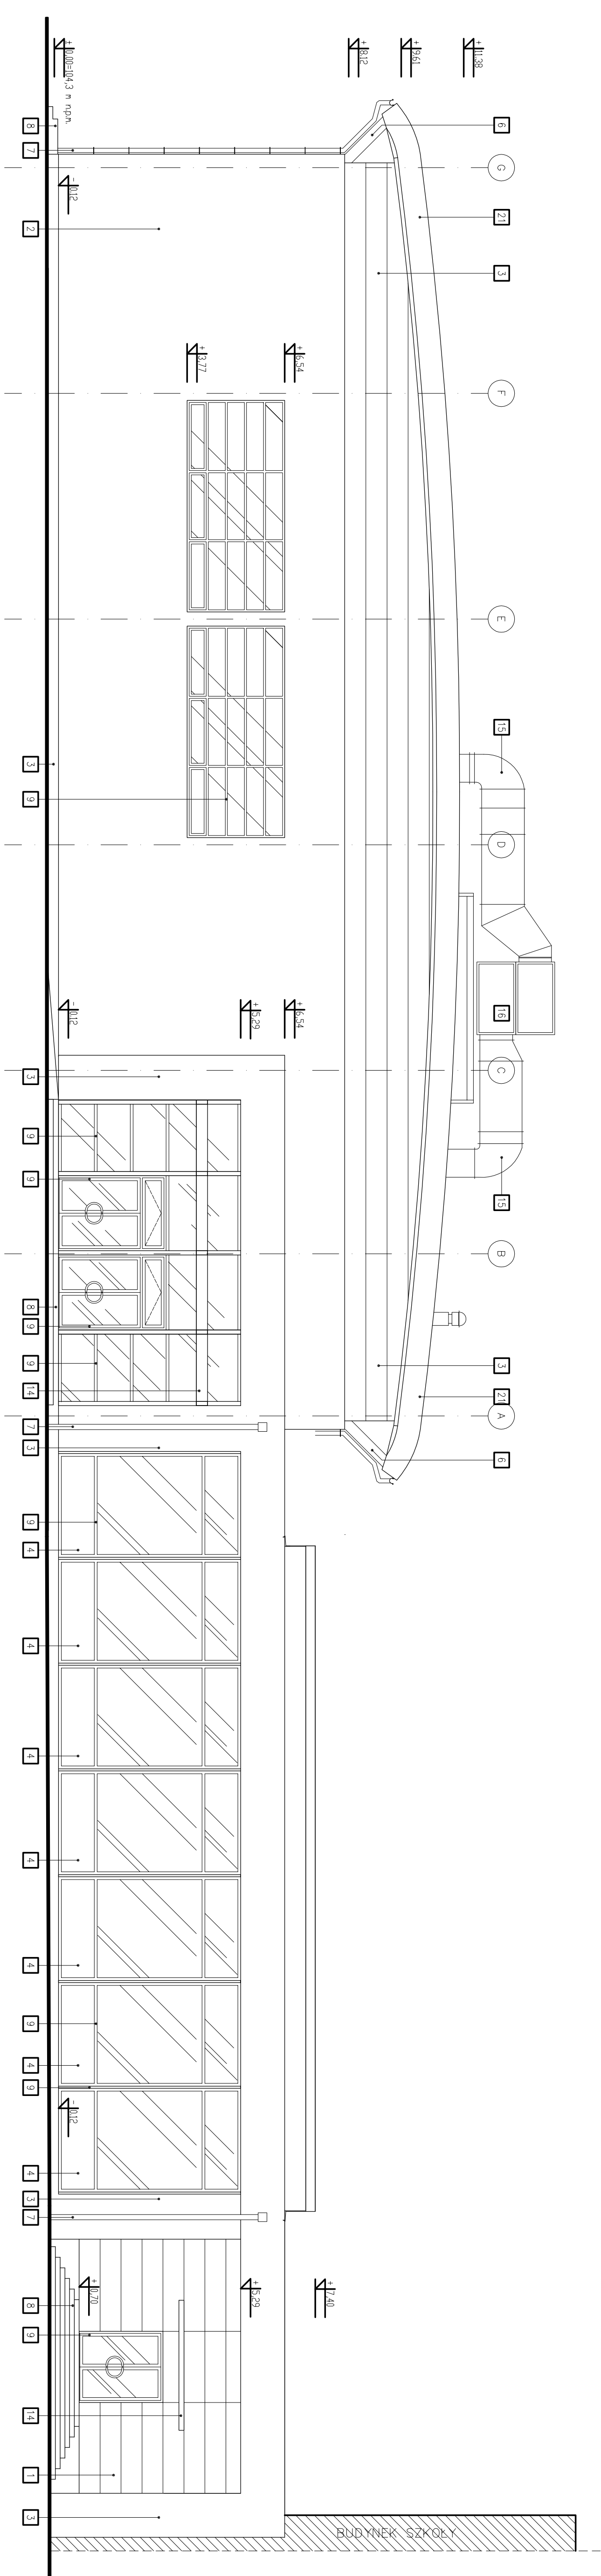 6 G 21 3 F E 15 D 16 C 15 B 3 21 A 6
+11,38
+9,61
+8,12
BUDYNEK SZKOŁY
+7,40
+6,54 +6,54
+5,29 +5,29
+3,77
+0,70
±0,00=104,3 m n.p.m.
-0,12 -0,12 -0,12
8 7 2 3 9 3 9 9 8 9 9 14 7 3 9 4 4 4 4 4 9 4 9 4 3 7 8 9 14 1 3